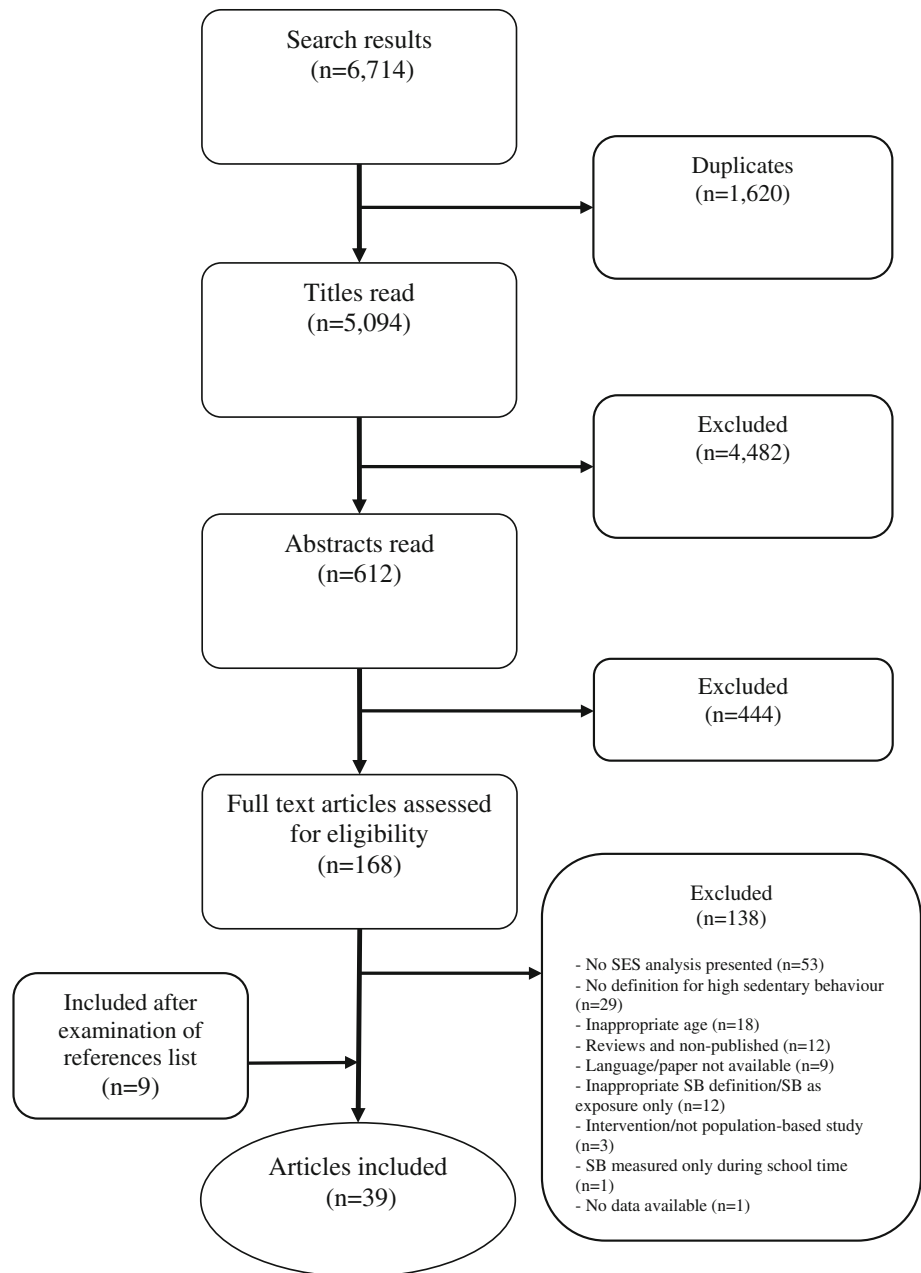 Search results
(n=6,714)
Duplicates
(n=1,620)
Titles read
(n=5,094)
Excluded
(n=4,482)
Abstracts read
(n=612)
Excluded
(n=444)
Full text articles assessed
for eligibility
(n=168)
Excluded
(n=138)
- No SES analysis presented (n=53)
- No definition for high sedentary behaviour
(n=29)
- Inappropriate age (n=18)
- Reviews and non-published (n=12)
- Language/paper not available (n=9)
- Inappropriate SB definition/SB as
exposure only (n=12)
- Intervention/not population-based study
(n=3)
- SB measured only during school time
(n=1)
- No data available (n=1)
Included after
examination of
references list
(n=9)
Articles included
(n=39)